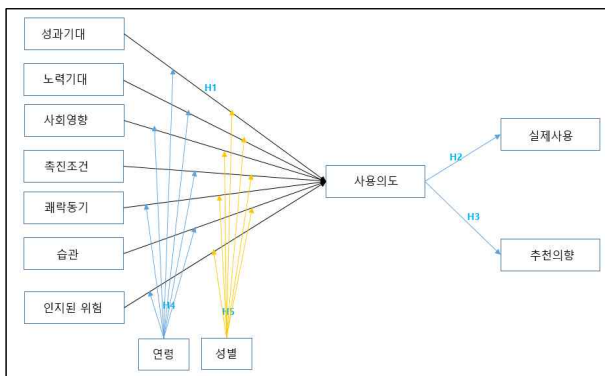 성과기대
노력기대
사회영향
촉진조건
쾌락동기
습관
인지된 위험
H1
사용의도
H2
H3
실제사용
추천의향
H4
H5
연령
성별